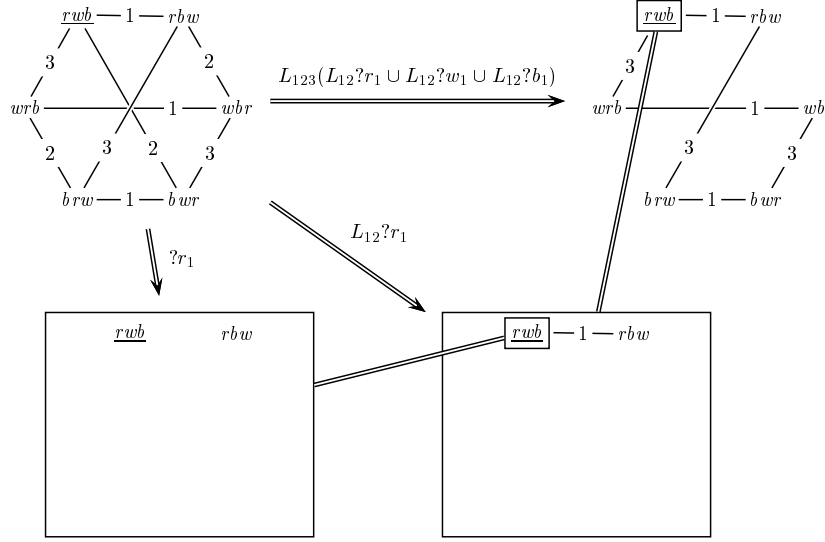 rwb 1 rbw
3 2
wrb 1 wbr
2 3 2 3
brw 1 bwr
L₁₂₃(L₁₂?r₁ ∪ L₁₂?w₁ ∪ L₁₂?b₁)
rwb 1 rbw
3
wrb 1 wb
3 3
brw 1 bwr
?r₁
L₁₂?r₁
rwb rbw
rwb 1 rbw